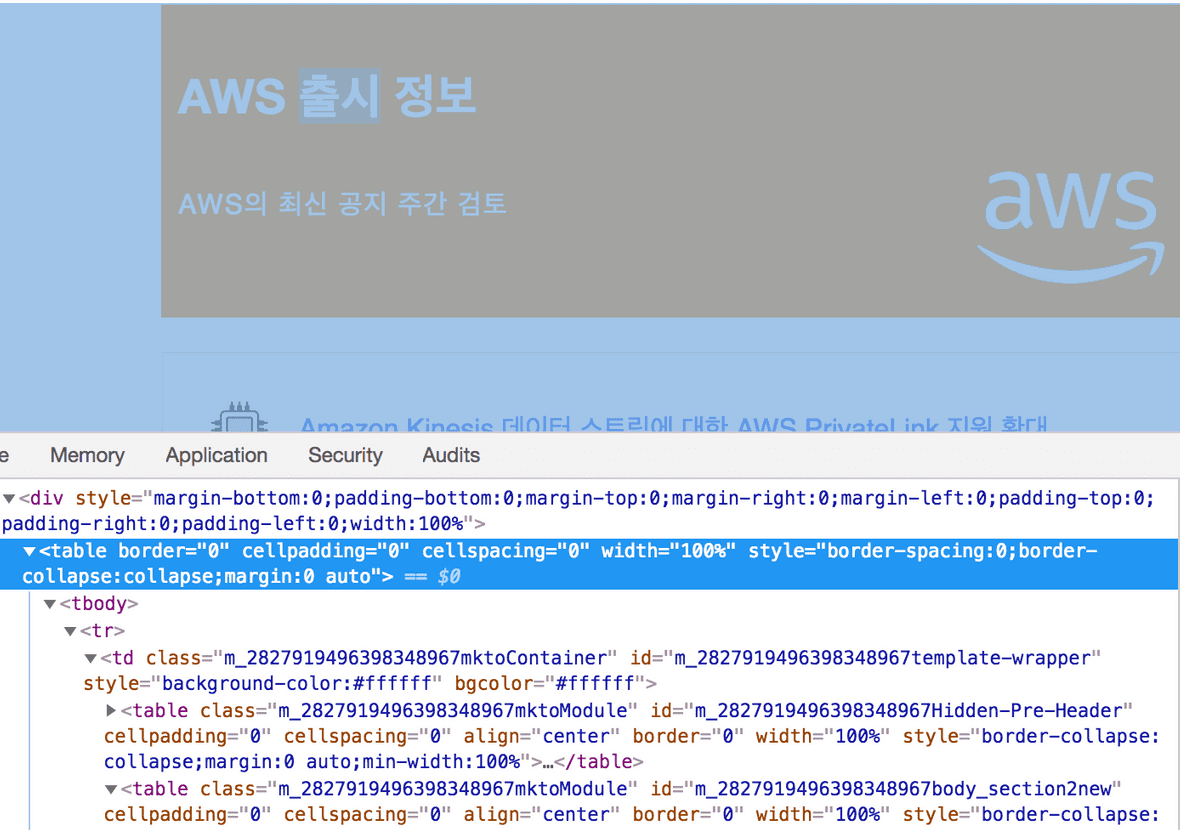 AWS 출시 정보
AWS의 최신 공지 주간 검토
aws
Amazon Kinesis 데이터 스트림에 대한 AWS PrivateLink 지원 확대
e Memory Application Security Audits
▼<div style="margin-bottom:0;padding-bottom:0;margin-top:0;margin-right:0;margin-left:0;padding-top:0;
padding-right:0;padding-left:0;width:100%">
▼<table border="0" cellpadding="0" cellspacing="0" width="100%" style="border-spacing:0;border-
collapse:collapse;margin:0 auto"> == $0
▼<tbody>
▼<tr>
▼<td class="m_2827919496398348967mktoContainer" id="m_2827919496398348967template-wrapper"
style="background-color:#ffffff" bgcolor="#ffffff">
▶<table class="m_2827919496398348967mktoModule" id="m_2827919496398348967Hidden-Pre-Header"
cellpadding="0" cellspacing="0" align="center" border="0" width="100%" style="border-collapse:
collapse;margin:0 auto;min-width:100%">…</table>
▼<table class="m_2827919496398348967mktoModule" id="m_2827919496398348967body_section2new"
cellpadding="0" cellspacing="0" align="center" border="0" width="100%" style="border-collapse: